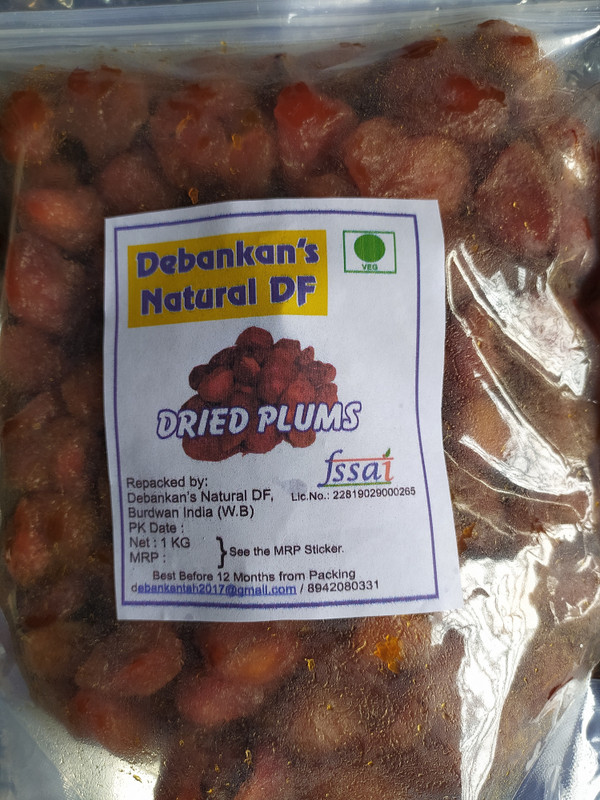 Debankan's
Natural DF
VEG
DRIED PLUMS
fssai
Lic.No.: 22819029000265
Repacked by:
Debankan's Natural DF,
Burdwan India (W.B)
PK Date :
Net : 1 KG
MRP :
} See the MRP Sticker.
Best Before 12 Months from Packing
debankantah2017@gmail.com / 8942080331